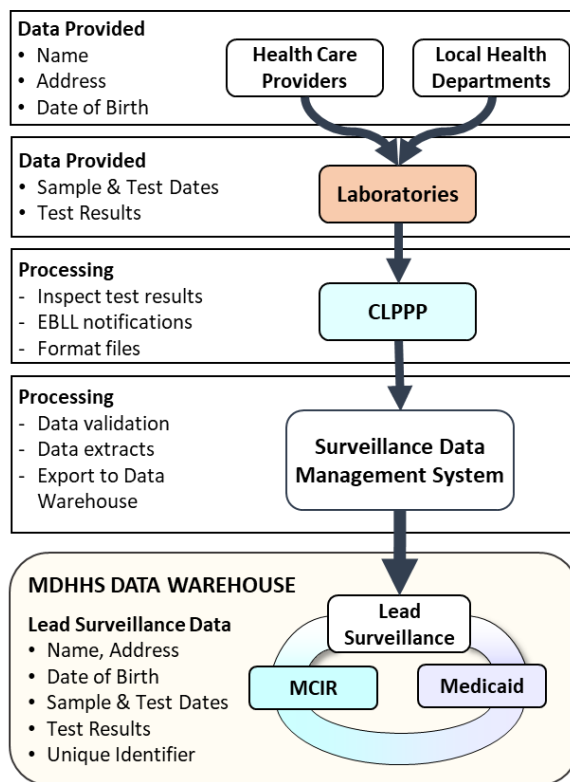 Data Provided
• Name
• Address
• Date of Birth
Health Care
Providers
Local Health
Departments
Data Provided
• Sample & Test Dates
• Test Results
Laboratories
Processing
- Inspect test results
- EBLL notifications
- Format files
CLPPP
Processing
- Data validation
- Data extracts
- Export to Data
Warehouse
Surveillance Data
Management System
MDHHS DATA WAREHOUSE
Lead Surveillance Data
• Name, Address
• Date of Birth
• Sample & Test Dates
• Test Results
• Unique Identifier
Lead
Surveillance
MCIR
Medicaid